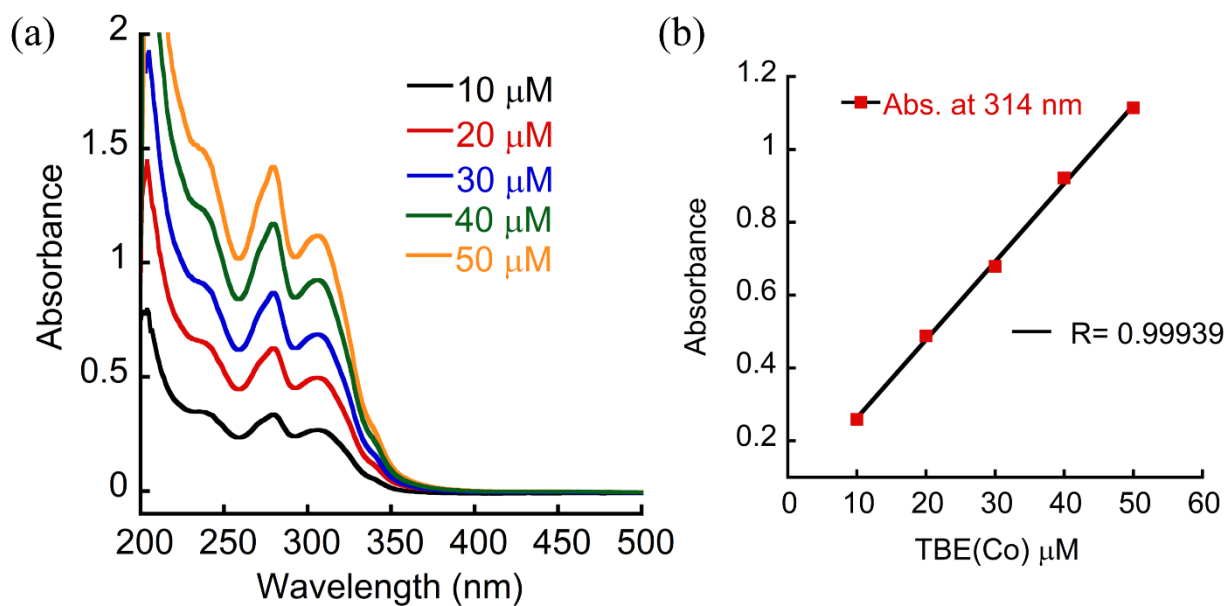 (a)
2
1.5
1
0.5
0
Absorbance
10 μM
20 μM
30 μM
40 μM
50 μM
200 250 300 350 400 450 500
Wavelength (nm)
(b)
1.2
1.0
0.8
0.6
0.4
0.2
Absorbance
Abs. at 314 nm
R= 0.99939
0 10 20 30 40 50 60
TBE(Co) μM